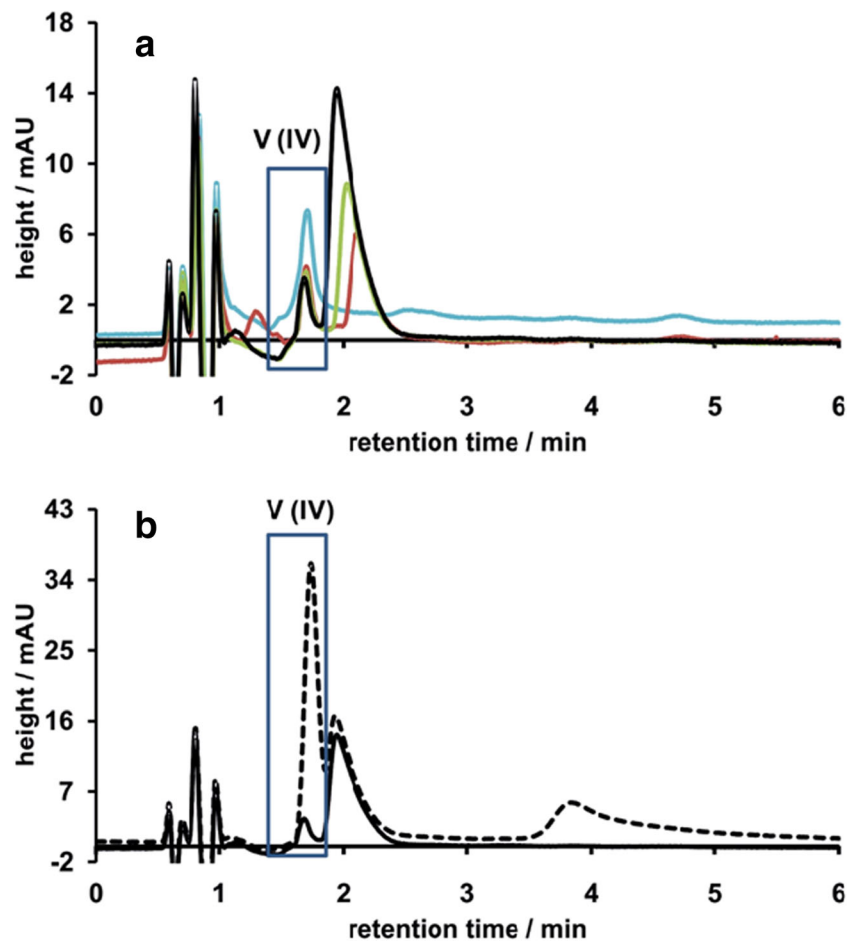 a
18
14
10
6
2
-2
height / mAU
V (IV)
0 1 2 3 4 5 6
retention time / min
b
43
34
25
16
7
-2
height / mAU
V (IV)
0 1 2 3 4 5 6
retention time / min